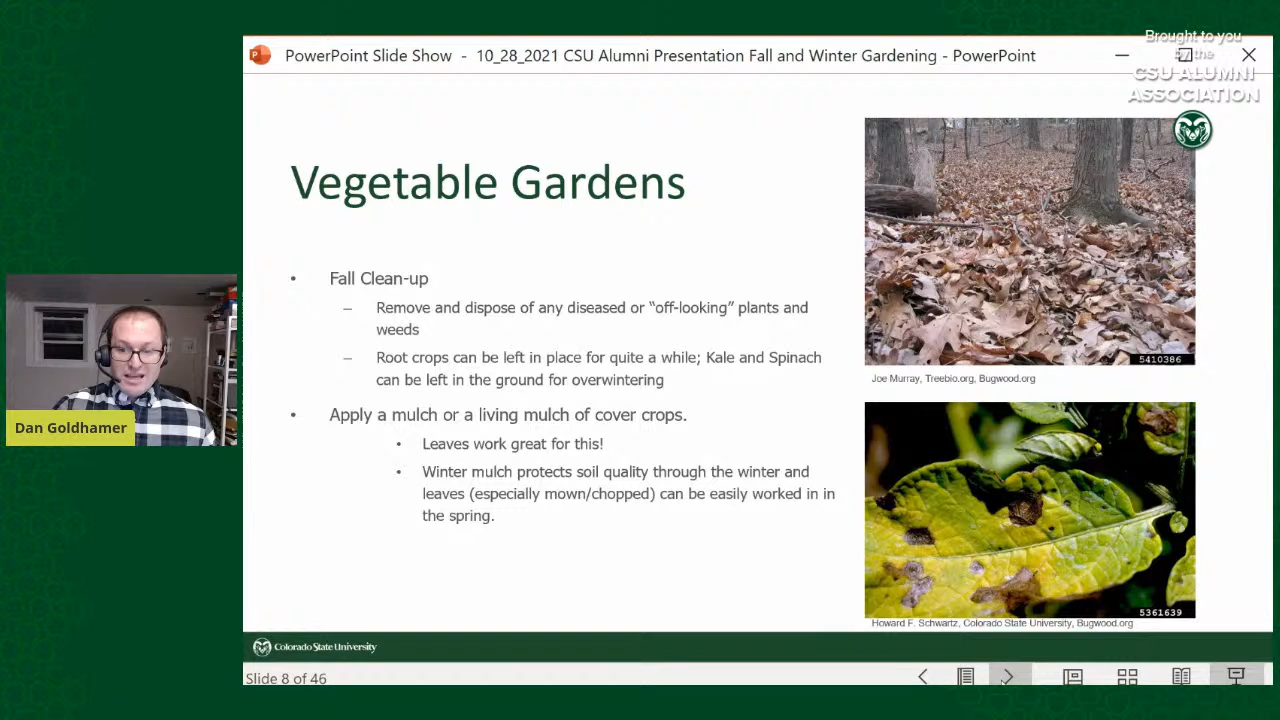 PowerPoint Slide Show - 10_28_2021 CSU Alumni Presentation Fall and Winter Gardening - PowerPoint
Brought to you
by the
CSU ALUMNI
ASSOCIATION
Vegetable Gardens
• Fall Clean-up
– Remove and dispose of any diseased or “off-looking” plants and
weeds
– Root crops can be left in place for quite a while; Kale and Spinach
can be left in the ground for overwintering
• Apply a mulch or a living mulch of cover crops.
• Leaves work great for this!
• Winter mulch protects soil quality through the winter and
leaves (especially mown/chopped) can be easily worked in in
the spring.
5410386
Joe Murray, Treebio.org, Bugwood.org
5361639
Howard F. Schwartz, Colorado State University, Bugwood.org
Dan Goldhamer
Colorado State University
Slide 8 of 46